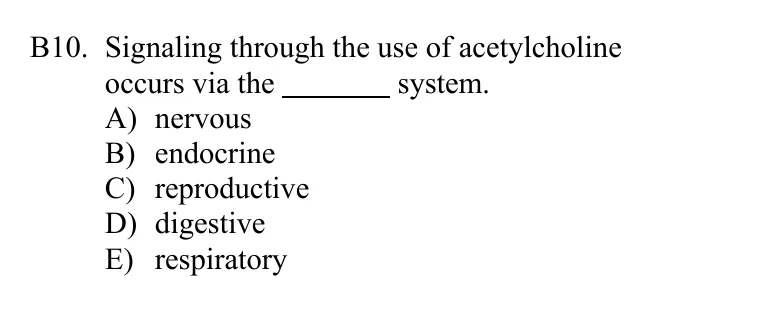 B10. Signaling through the use of acetylcholine
occurs via the _______ system.
A) nervous
B) endocrine
C) reproductive
D) digestive
E) respiratory